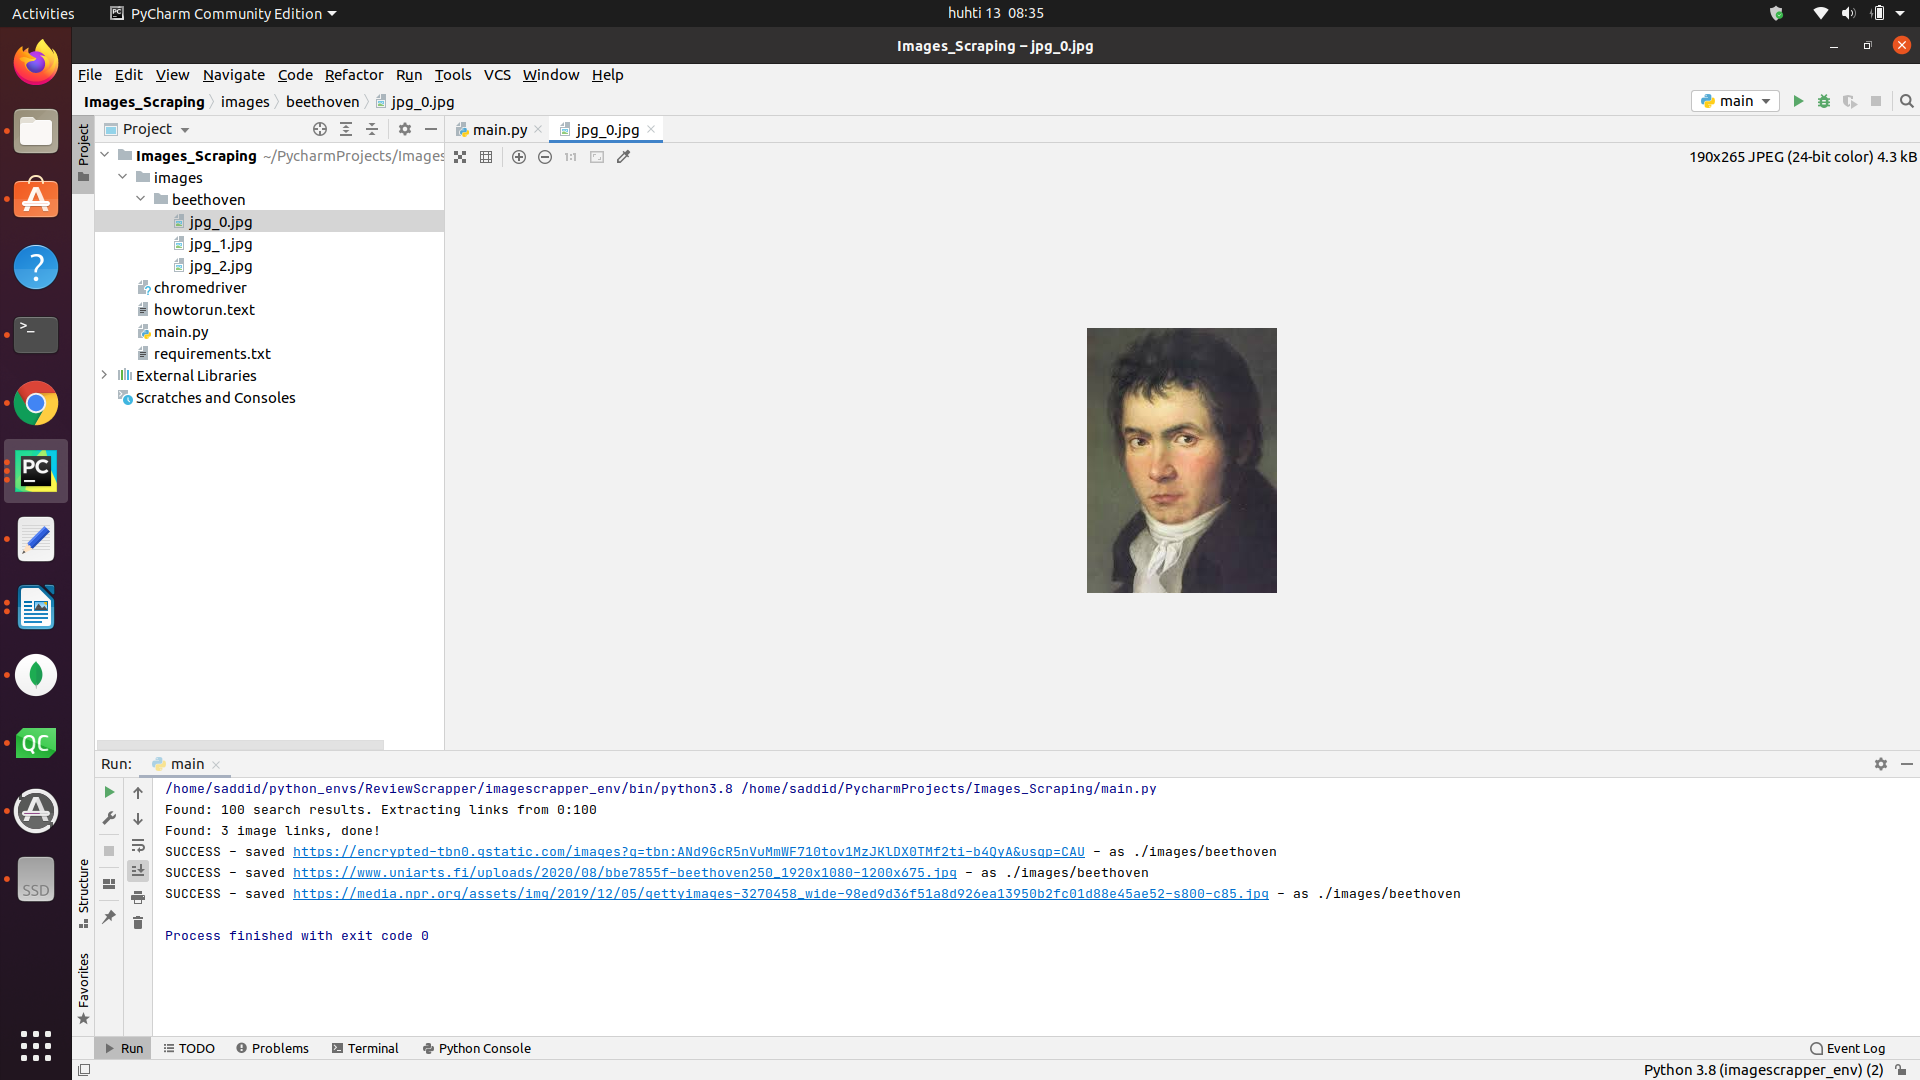 Activities
PyCharm Community Edition
huhti 13 08:35
Images_Scraping – jpg_0.jpg
File Edit View Navigate Code Refactor Run Tools VCS Window Help
Images_Scraping images beethoven jpg_0.jpg
main
Project
main.py
jpg_0.jpg
Project
Images_Scraping ~/PycharmProjects/Images
1:1
190x265 JPEG (24-bit color) 4.3 kB
images
beethoven
jpg_0.jpg
jpg_1.jpg
jpg_2.jpg
chromedriver
howtorun.text
main.py
requirements.txt
External Libraries
Scratches and Consoles
PC
QC
SSD
Run:
main
/home/saddid/python_envs/ReviewScrapper/imagescrapper_env/bin/python3.8 /home/saddid/PycharmProjects/Images_Scraping/main.py
Found: 100 search results. Extracting links from 0:100
Found: 3 image links, done!
SUCCESS - saved https://encrypted-tbn0.gstatic.com/images?q=tbn:ANd9GcR5nVuMmWF710tov1MzJKlDX0TMf2ti-b4QyA&usqp=CAU - as ./images/beethoven
SUCCESS - saved https://www.uniarts.fi/uploads/2020/08/bbe7855f-beethoven250_1920x1080-1200x675.jpg - as ./images/beethoven
SUCCESS - saved https://media.npr.org/assets/img/2019/12/05/gettyimages-3270458_wide-98ed9d36f51a8d926ea13950b2fc01d88e45ae52-s800-c85.jpg - as ./images/beethoven
Process finished with exit code 0
Structure
Favorites
Run TODO Problems Terminal Python Console
Event Log
Python 3.8 (imagescrapper_env) (2)